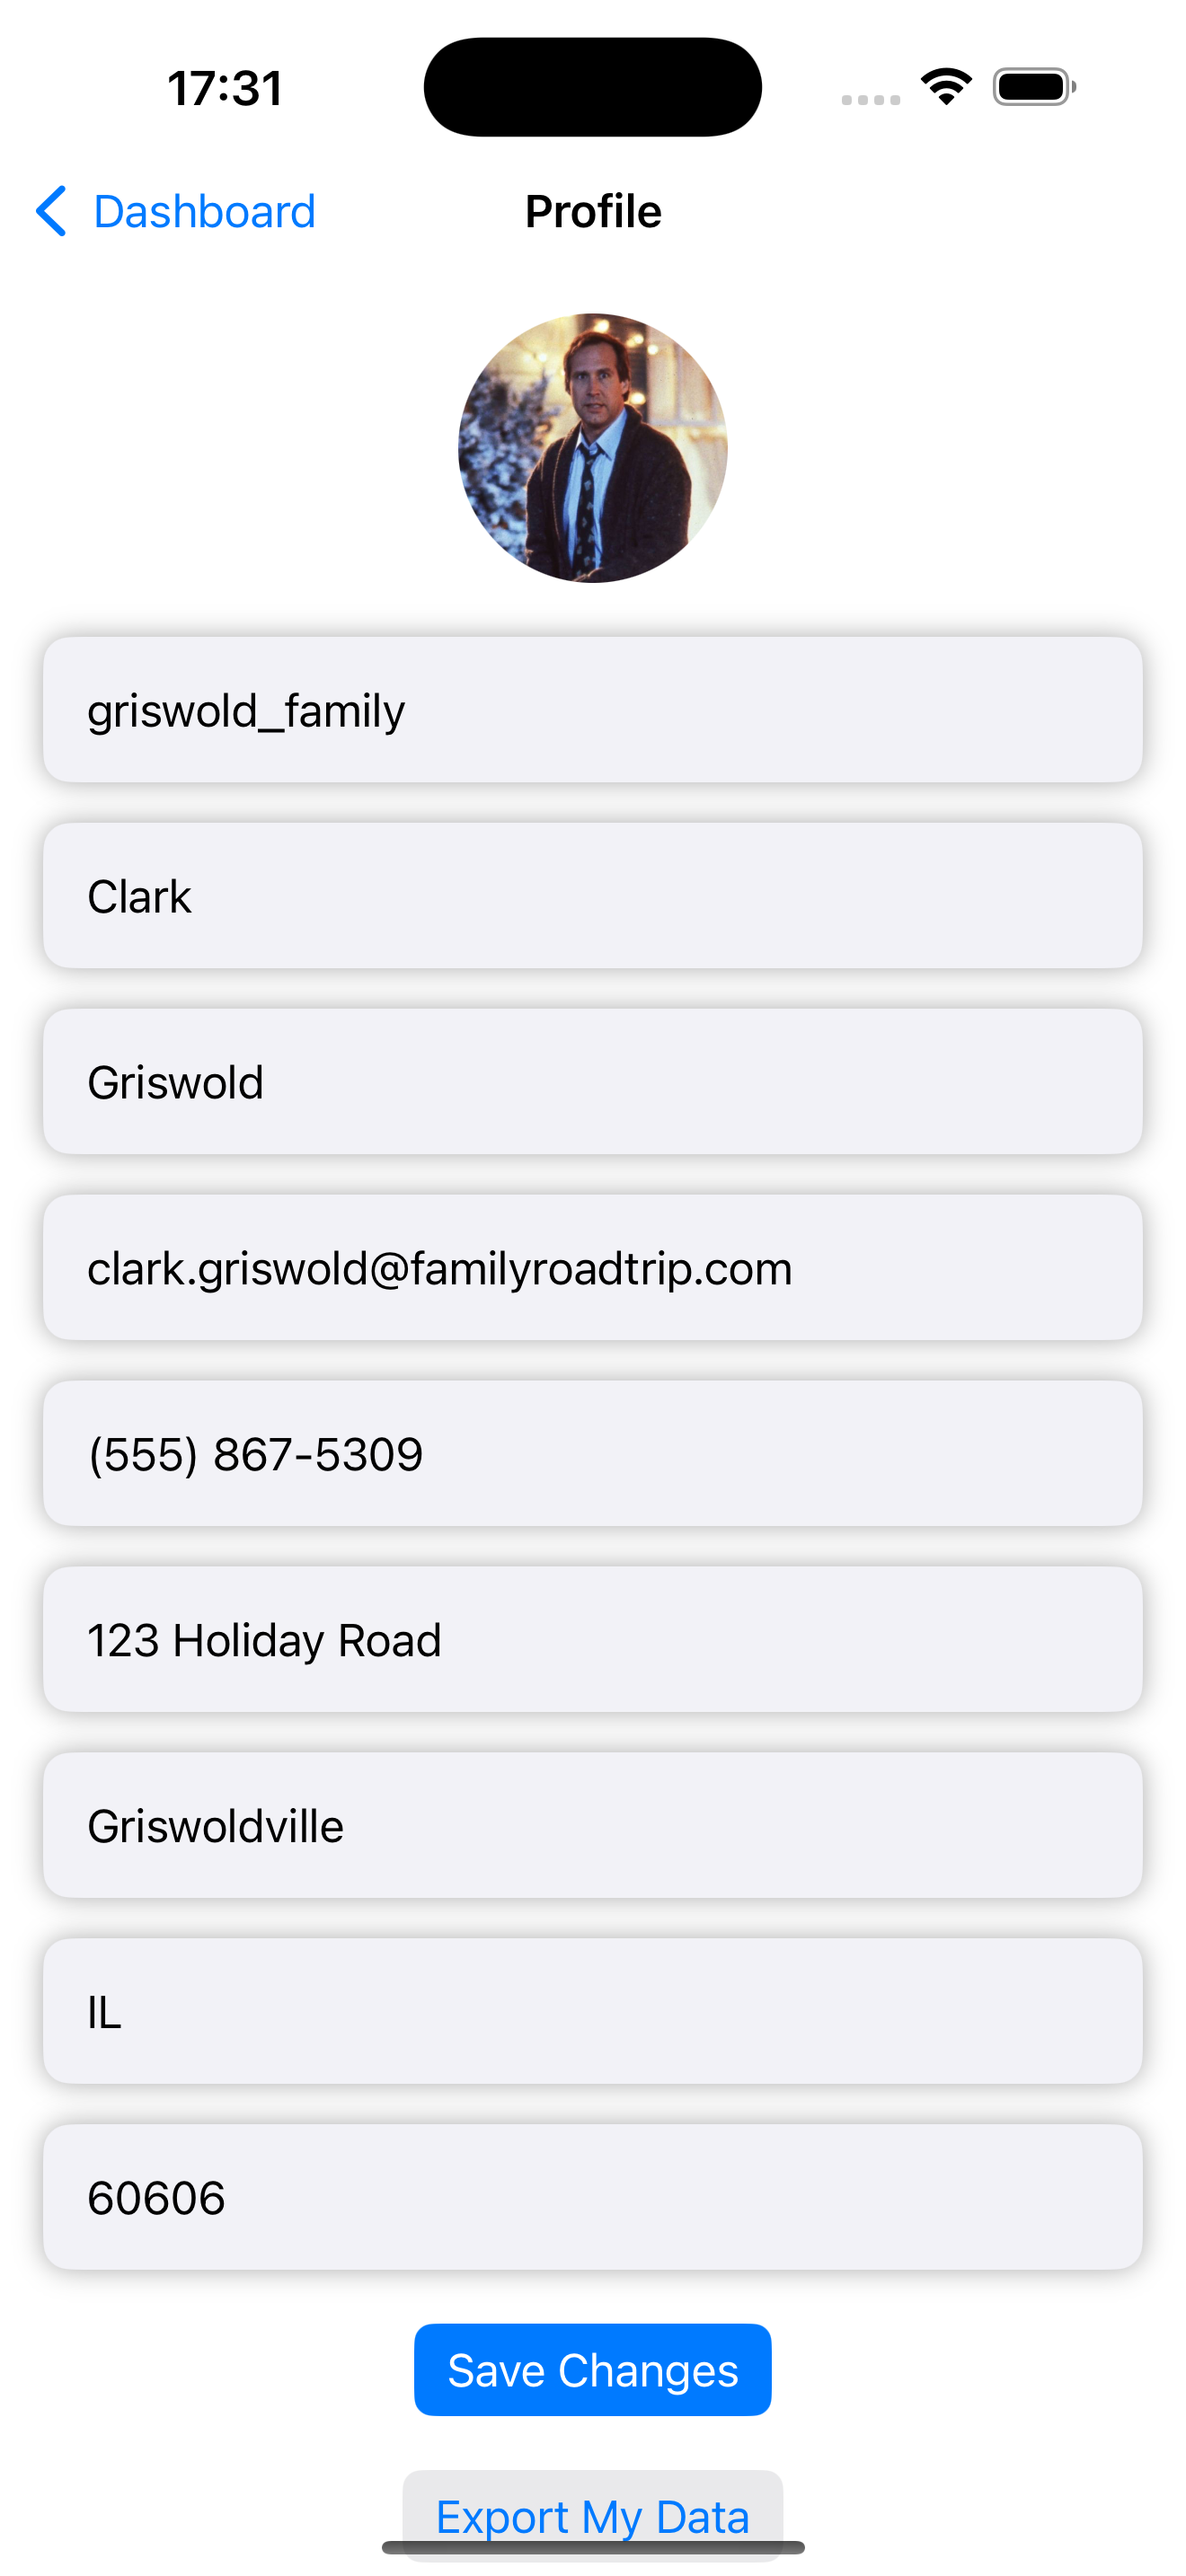 17:31
Dashboard
Profile
griswold_family
Clark
Griswold
clark.griswold@familyroadtrip.com
(555) 867-5309
123 Holiday Road
Griswoldville
IL
60606
Save Changes
Export My Data